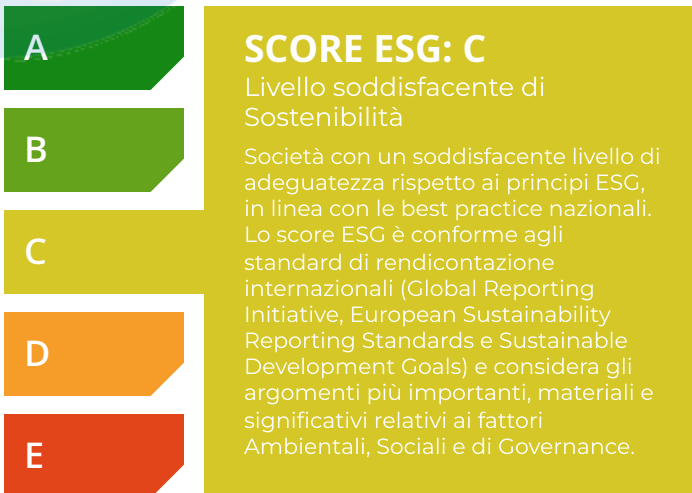 A
B
C
D
E
SCORE ESG: C
Livello soddisfacente di
Sostenibilità
Società con un soddisfacente livello di
adeguatezza rispetto ai principi ESG,
in linea con le best practice nazionali.
Lo score ESG è conforme agli
standard di rendicontazione
internazionali (Global Reporting
Initiative, European Sustainability
Reporting Standards e Sustainable
Development Goals) e considera gli
argomenti più importanti, materiali e
significativi relativi ai fattori
Ambientali, Sociali e di Governance.